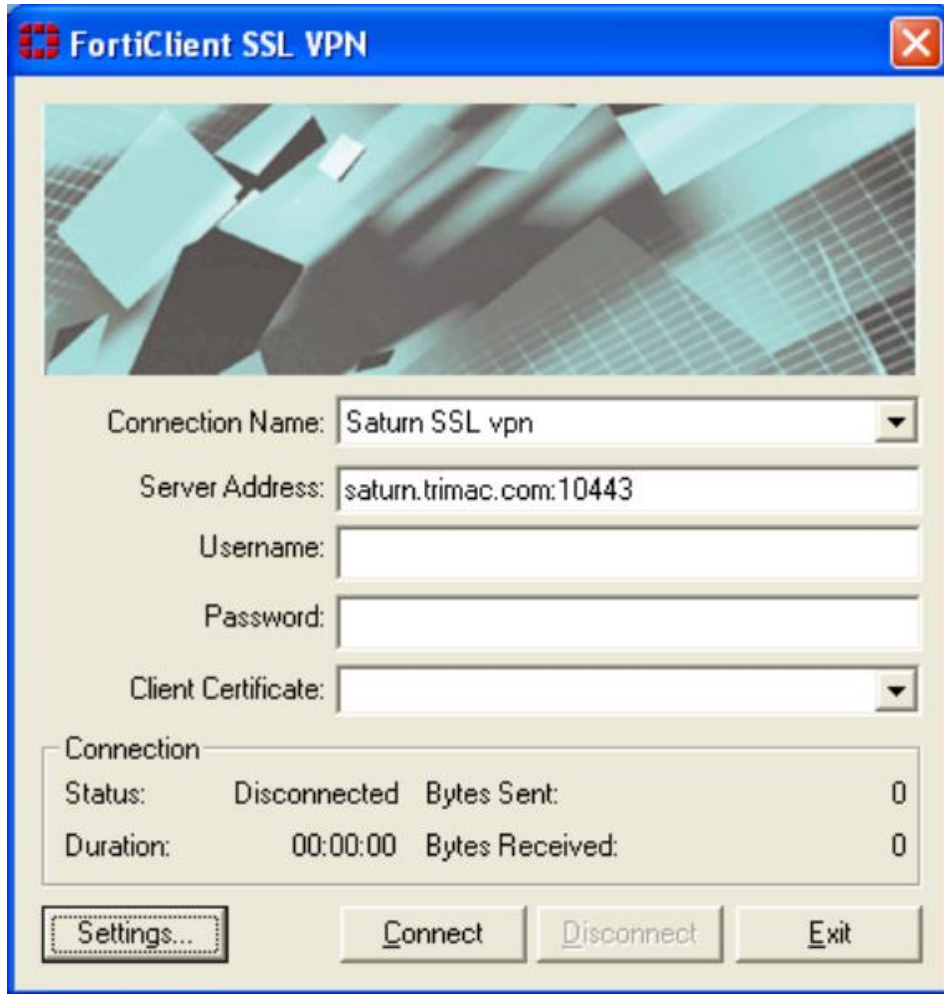 FortiClient SSL VPN
Connection Name: Saturn SSL vpn
Server Address: saturn.trimac.com:10443
Username:
Password:
Client Certificate:
Connection
Status: Disconnected Bytes Sent: 0
Duration: 00:00:00 Bytes Received: 0
Settings... Connect Disconnect Exit